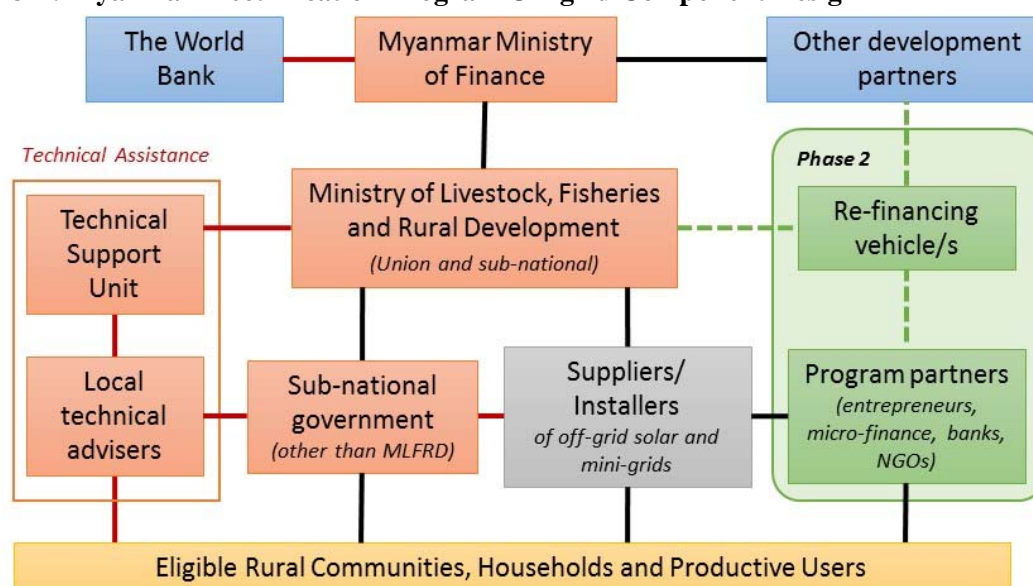 The World
Bank
Myanmar Ministry
of Finance
Other development
partners
Technical Assistance
Phase 2
Technical
Support
Unit
Ministry of Livestock, Fisheries
and Rural Development
(Union and sub-national)
Re-financing
vehicle/s
Local
technical
advisers
Sub-national
government
(other than MLFRD)
Suppliers/
Installers
of off-grid solar and
mini-grids
Program partners
(entrepreneurs,
micro-finance, banks,
NGOs)
Eligible Rural Communities, Households and Productive Users